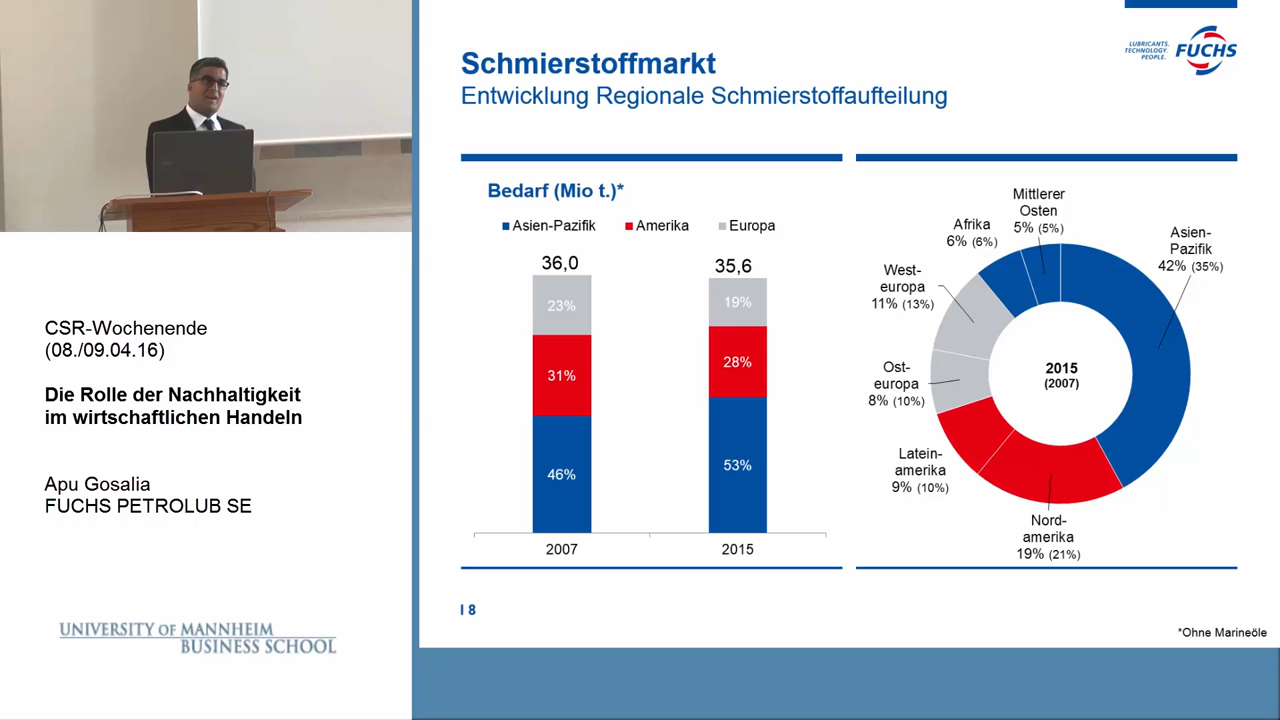 CSR-Wochenende
(08./09.04.16)
Die Rolle der Nachhaltigkeit
im wirtschaftlichen Handeln
Apu Gosalia
FUCHS PETROLUB SE
UNIVERSITY OF MANNHEIM
BUSINESS SCHOOL
Schmierstoffmarkt
Entwicklung Regionale Schmierstoffaufteilung
LUBRICANTS.
TECHNOLOGY.
PEOPLE.
FUCHS
Bedarf (Mio t.)*
Asien-Pazifik Amerika Europa
36,0 35,6
23% 19%
31% 28%
46% 53%
2007 2015
Mittlerer
Osten
5% (5%)
Afrika
6% (6%)
Asien-
Pazifik
42% (35%)
West-
europa
11% (13%)
2015
(2007)
Ost-
europa
8% (10%)
Latein-
amerika
9% (10%)
Nord-
amerika
19% (21%)
I 8
*Ohne Marineöle